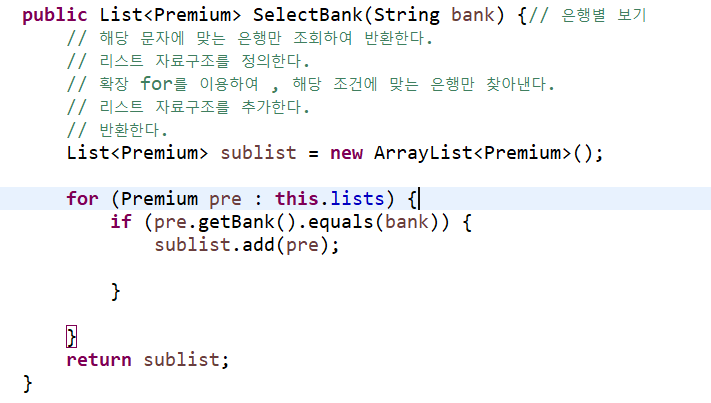 public List<Premium> SelectBank(String bank) {// 은행별 보기
// 해당 문자에 맞는 은행만 조회하여 반환한다.
// 리스트 자료구조를 정의한다.
// 확장 for를 이용하여 , 해당 조건에 맞는 은행만 찾아낸다.
// 리스트 자료구조를 추가한다.
// 반환한다.
List<Premium> sublist = new ArrayList<Premium>();
for (Premium pre : this.lists) {
if (pre.getBank().equals(bank)) {
sublist.add(pre);
}
}
return sublist;
}